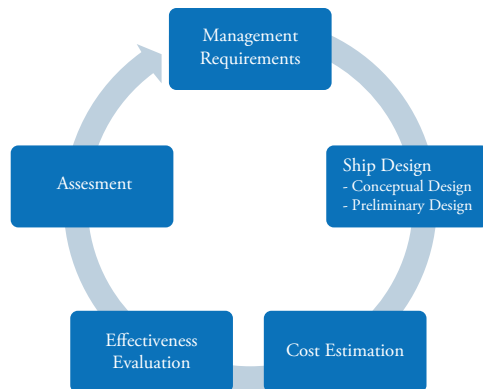 Management
Requirements
Ship Design
- Conceptual Design
- Preliminary Design
Cost Estimation
Effectiveness
Evaluation
Assesment